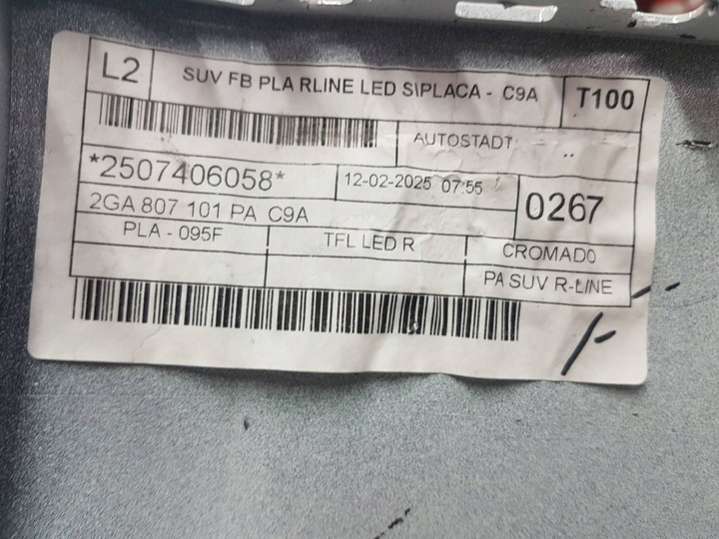 L2
SUV FB PLA RLINE LED S\PLACA - C9A
T100
AUTOSTADT:
..
*2507406058*
12-02-2025 07:55
0267
2GA 807 101 PA C9A
PLA - 095F
TFL LED R
CROMADO
PA SUV R-LINE